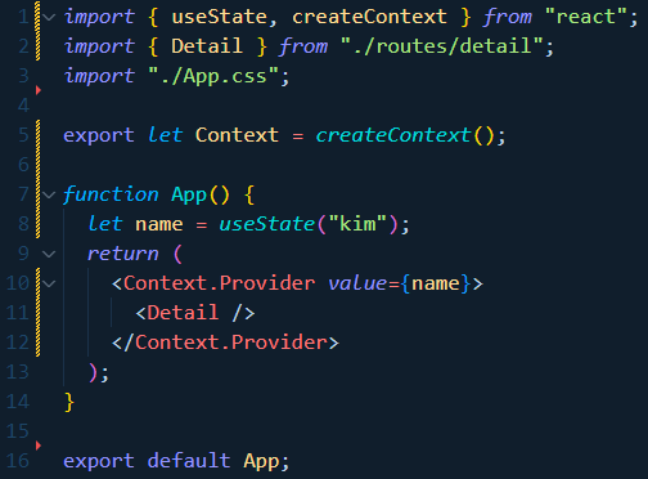 1 import { useState, createContext } from "react";
2 import { Detail } from "./routes/detail";
3 import "./App.css";
4
5 export let Context = createContext();
6
7 function App() {
8 let name = useState("kim");
9 return (
10 <Context.Provider value={name}>
11 <Detail />
12 </Context.Provider>
13 );
14 }
15
16 export default App;